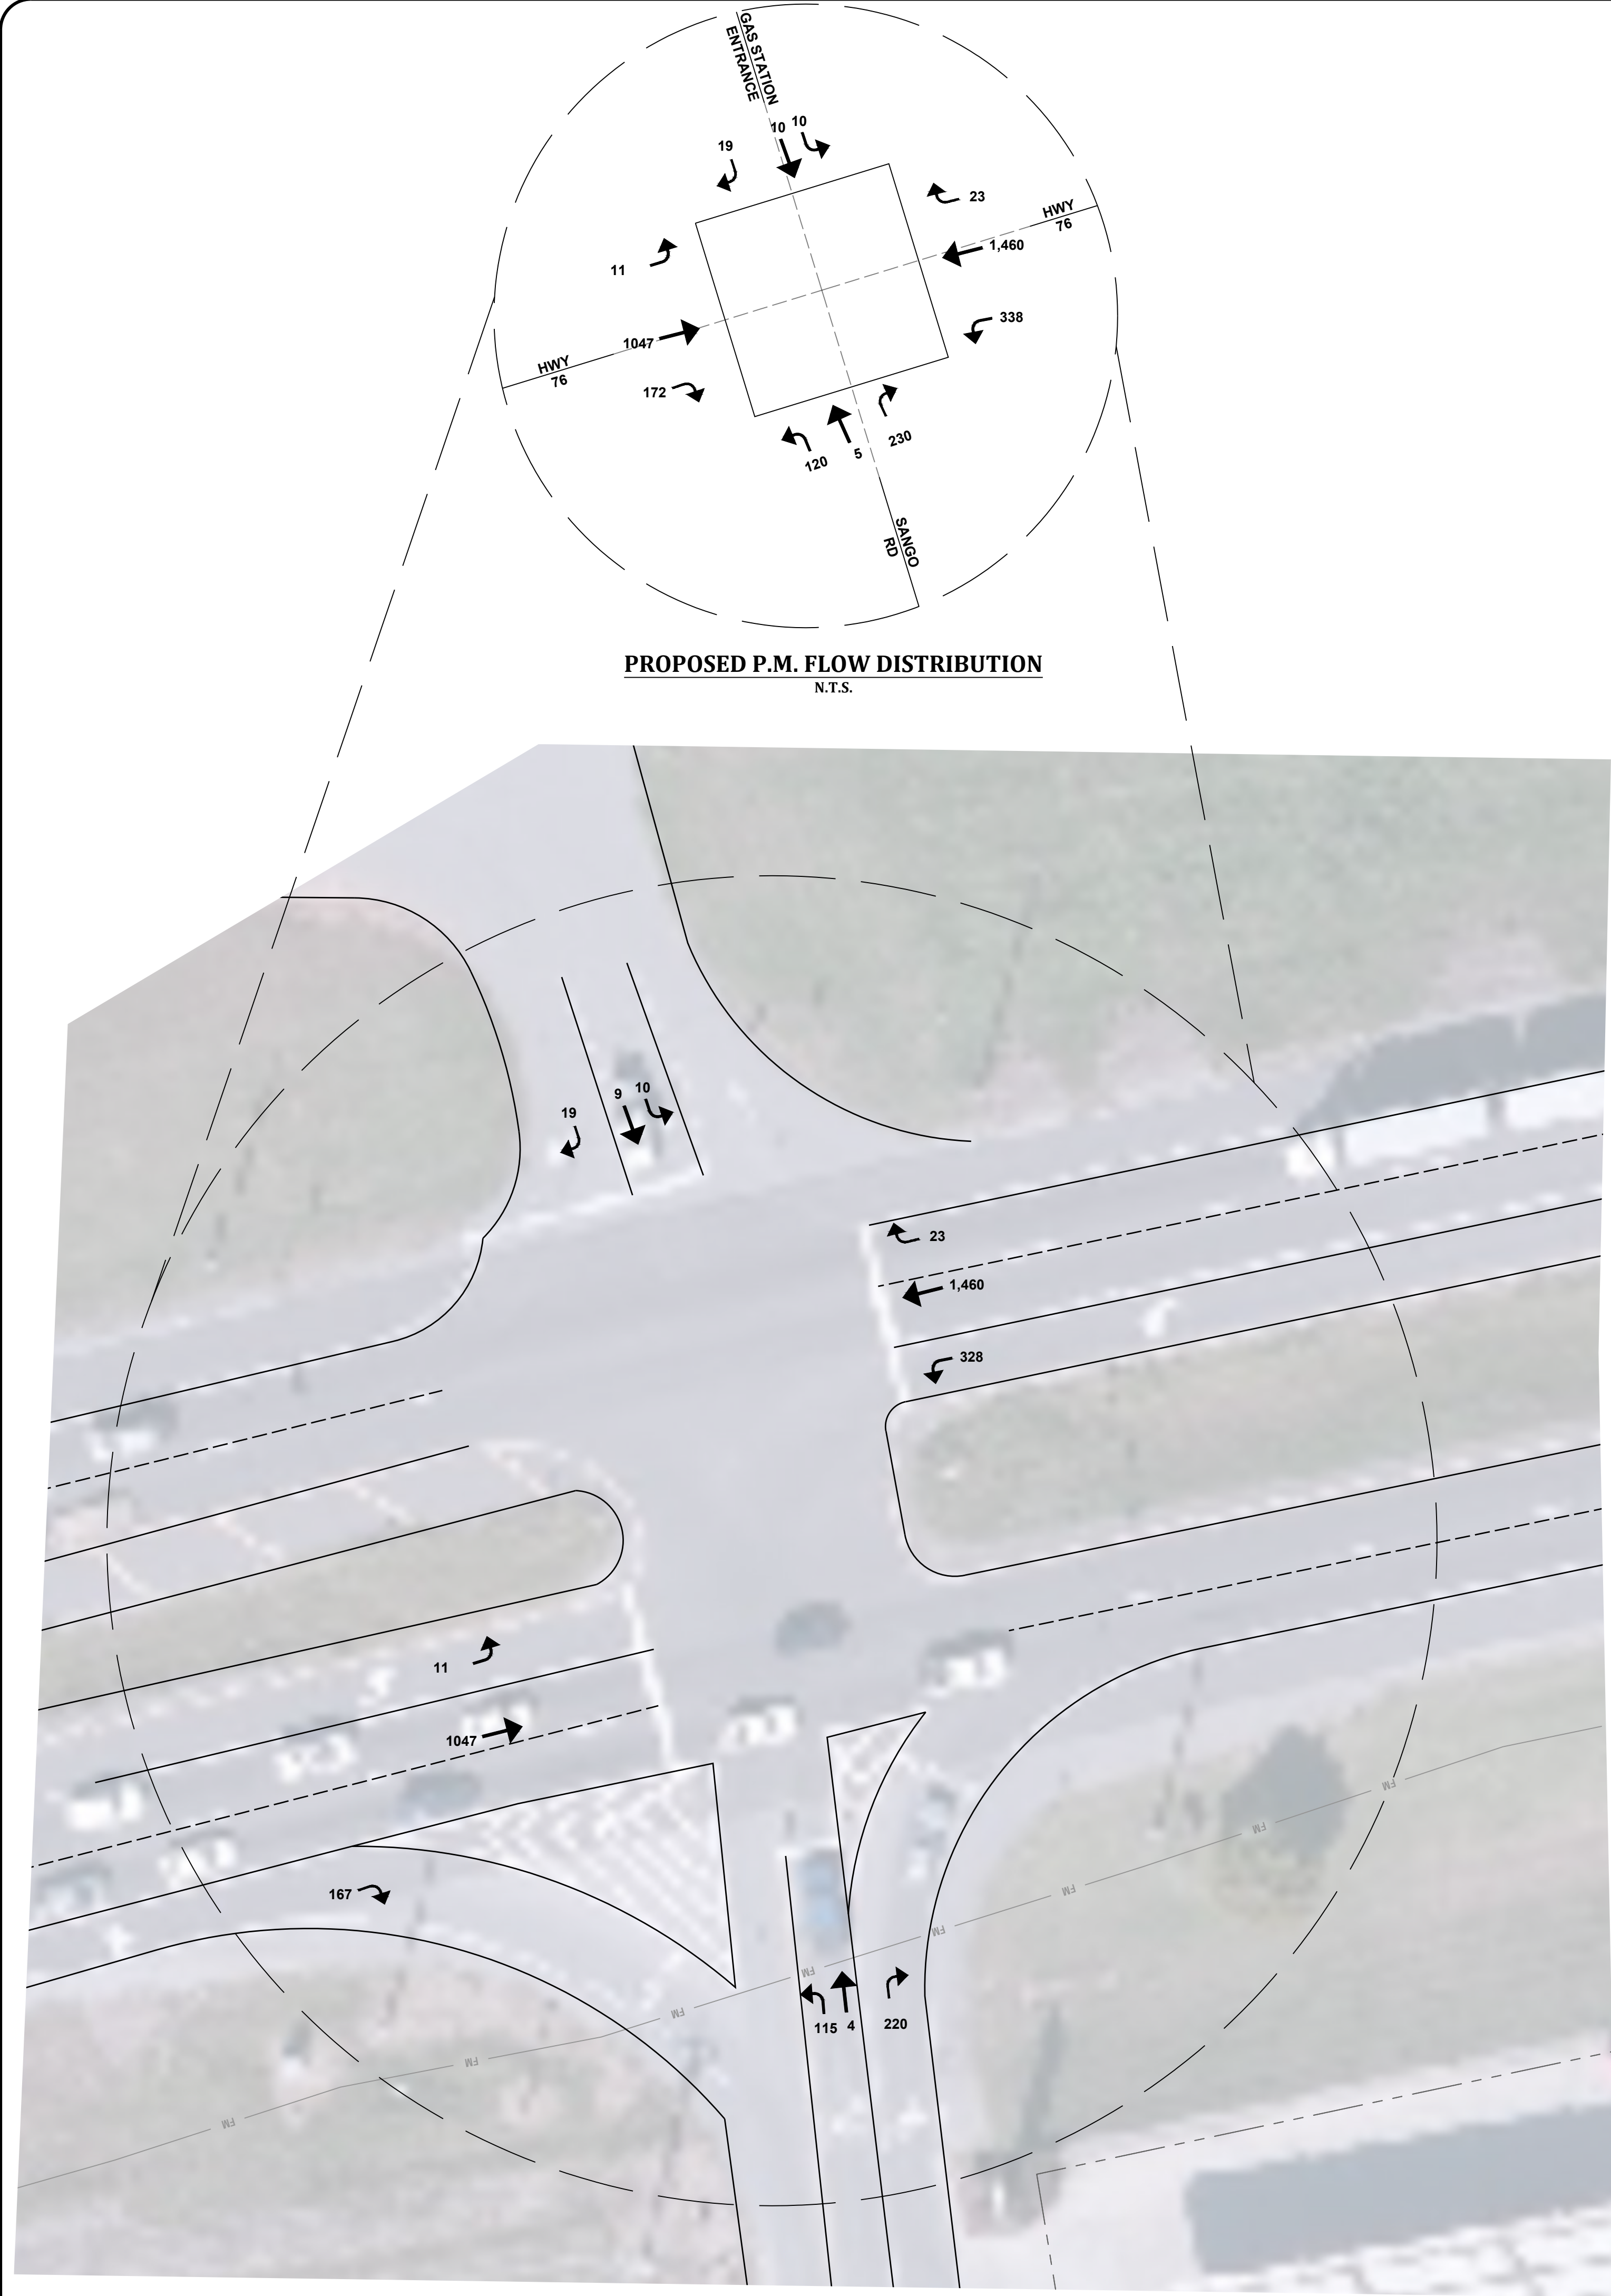 GAS STATION
ENTRANCE
10
10
19
23
HWY
76
1,460
11
338
1047
HWY
76
172
120
5
230
SANGO
RD
PROPOSED P.M. FLOW DISTRIBUTION
N.T.S.
9
10
19
23
1,460
328
11
1047
167
115
4
220
FM
FM
FM
FM
FM
FM
FM
FM